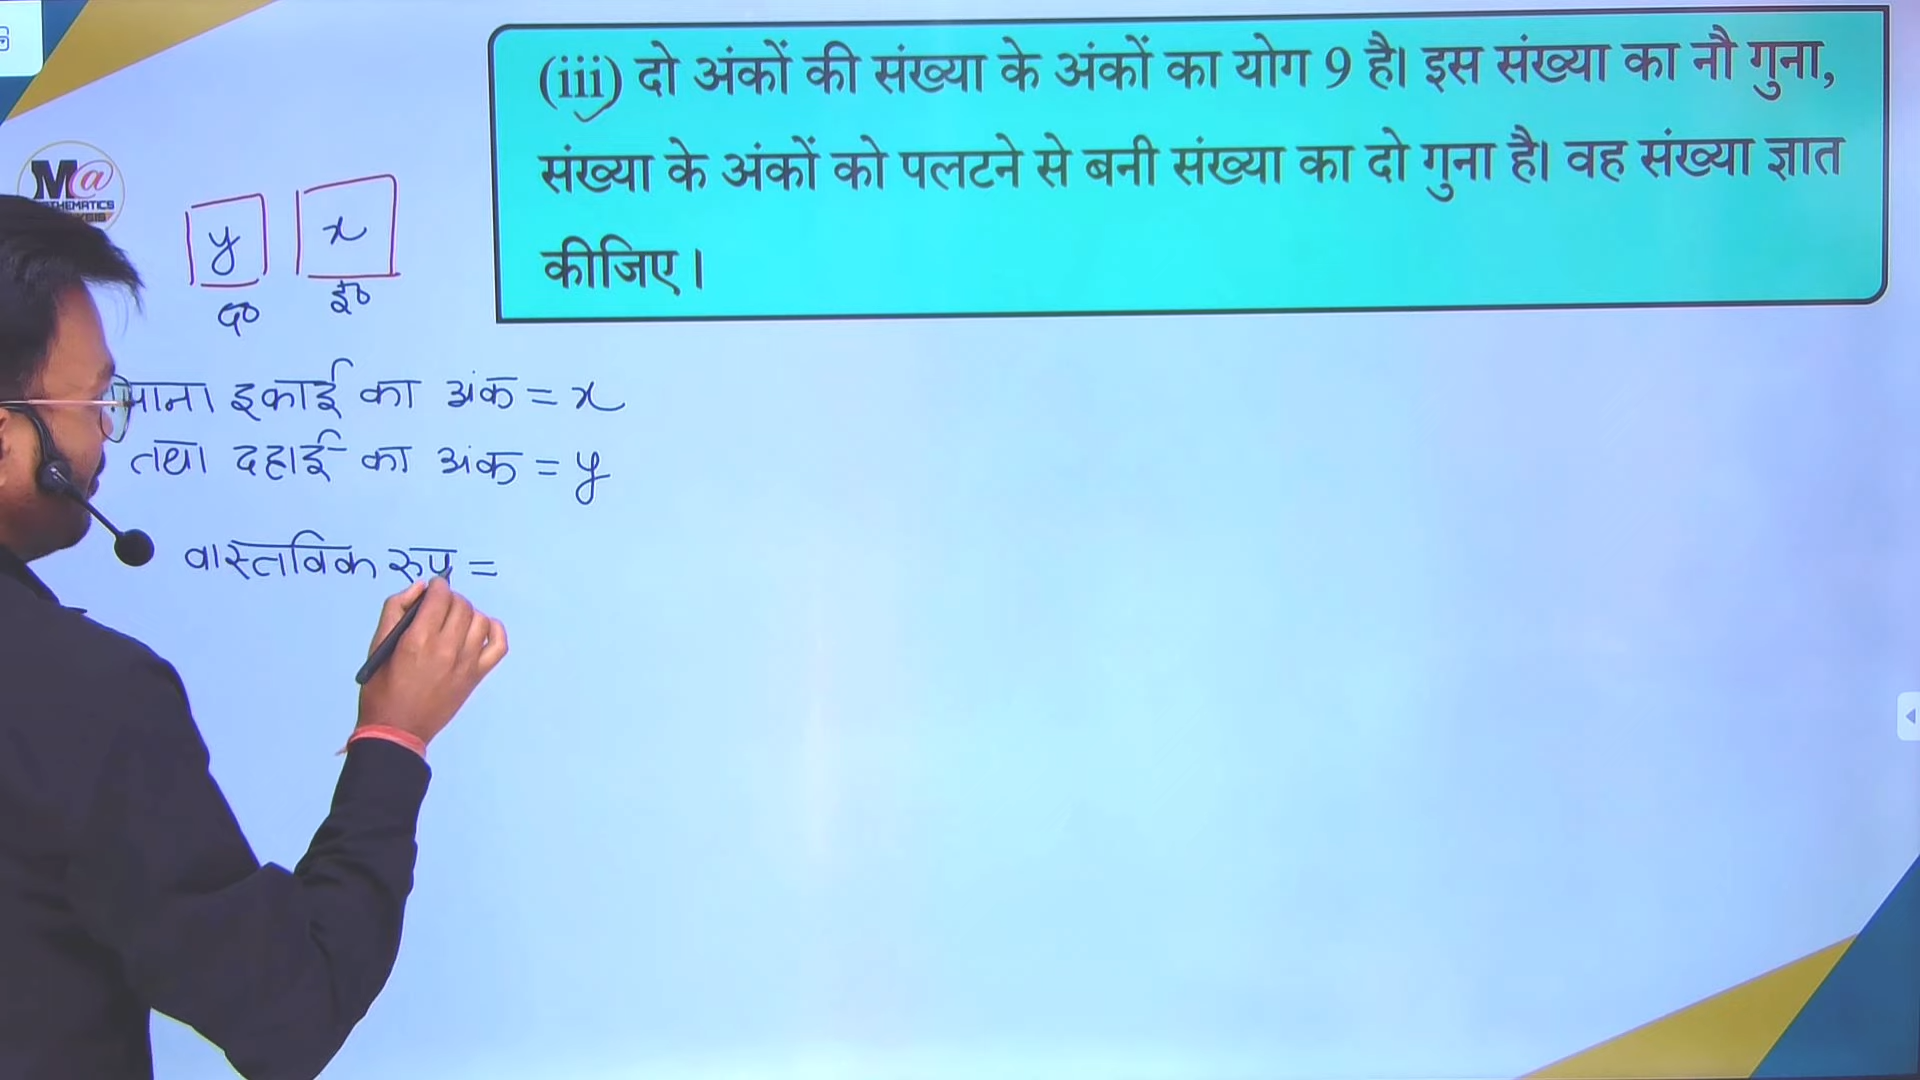 (iii) दो अंकों की संख्या के अंकों का योग 9 है। इस संख्या का नौ गुना,
संख्या के अंकों को पलटने से बनी संख्या का दो गुना है। वह संख्या ज्ञात
कीजिए।
M@
y x
द० इ०
माना इकाई का अंक = x
तथा दहाई का अंक = y
वास्तविक रुप =